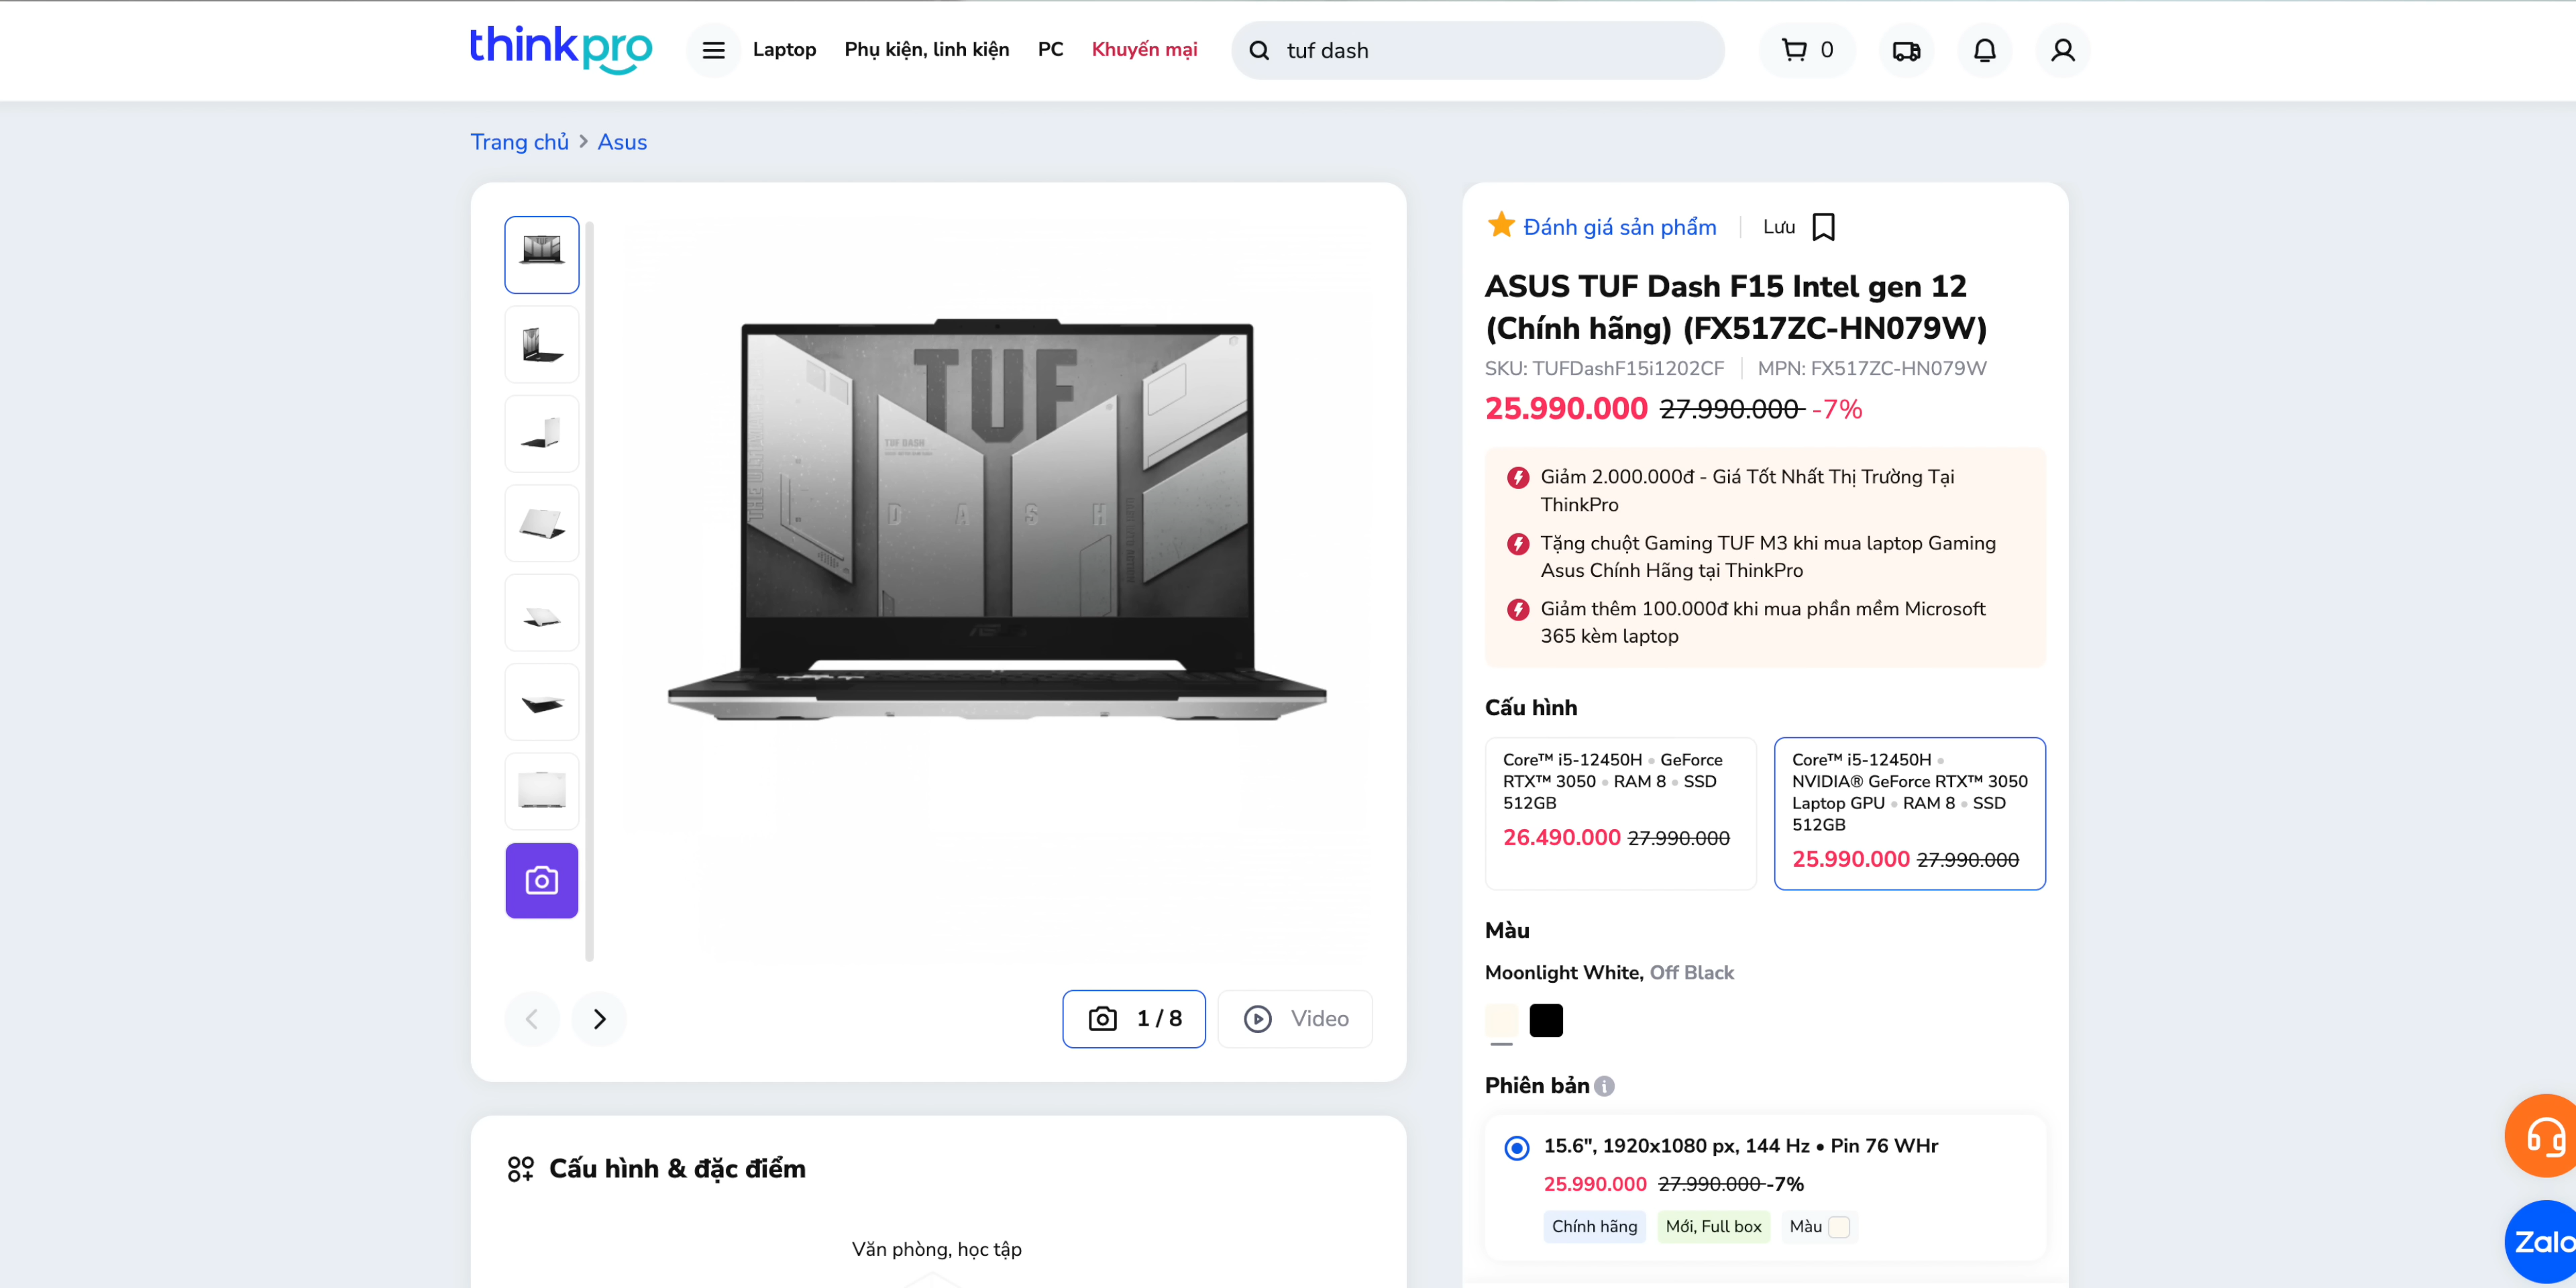 thinkpro
Laptop
Phụ kiện, linh kiện
PC
Khuyến mại
tuf dash
0
Trang chủ > Asus
TUF
TUF DASH
D A S H
ASUS
1 / 8
Video
Cấu hình & đặc điểm
Văn phòng, học tập
Đánh giá sản phẩm
Lưu
ASUS TUF Dash F15 Intel gen 12
(Chính hãng) (FX517ZC-HN079W)
SKU: TUFDashF15i1202CF
MPN: FX517ZC-HN079W
25.990.000 27.990.000 -7%
Giảm 2.000.000đ - Giá Tốt Nhất Thị Trường Tại
ThinkPro
Tặng chuột Gaming TUF M3 khi mua laptop Gaming
Asus Chính Hãng tại ThinkPro
Giảm thêm 100.000đ khi mua phần mềm Microsoft
365 kèm laptop
Cấu hình
Core™ i5-12450H • GeForce
RTX™ 3050 • RAM 8 • SSD
512GB
26.490.000 27.990.000
Core™ i5-12450H •
NVIDIA® GeForce RTX™ 3050
Laptop GPU • RAM 8 • SSD
512GB
25.990.000 27.990.000
Màu
Moonlight White, Off Black
Phiên bản
15.6", 1920x1080 px, 144 Hz • Pin 76 WHr
25.990.000 27.990.000 -7%
Chính hãng
Mới, Full box
Màu
Zalo